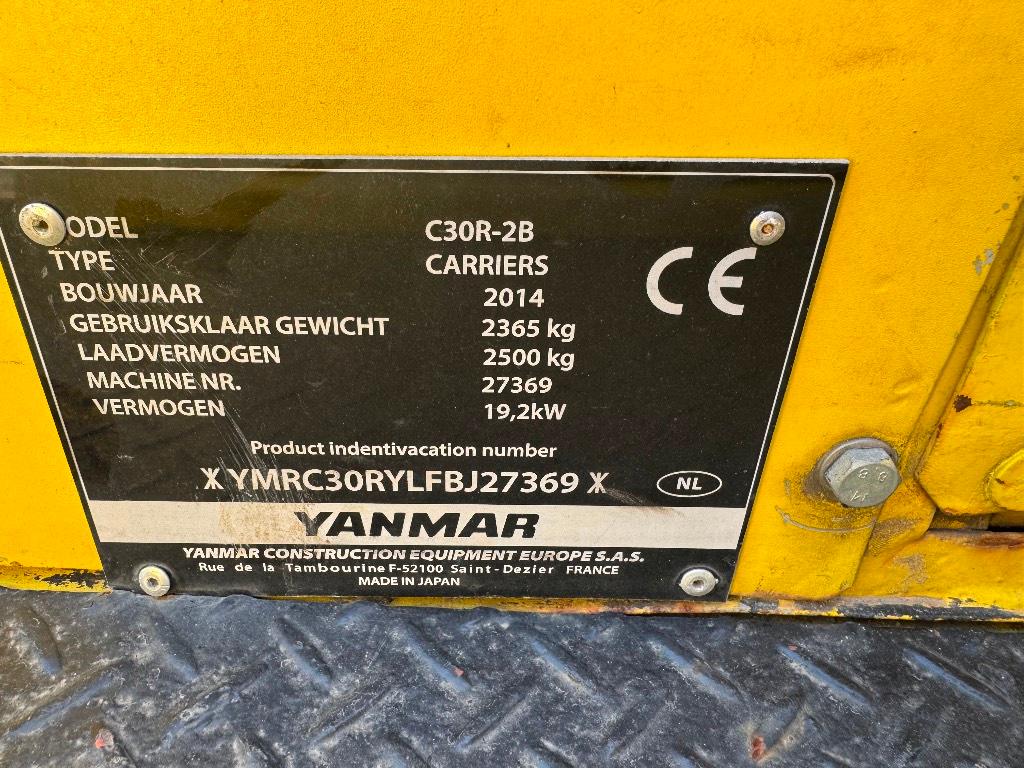 ODEL C30R-2B
TYPE CARRIERS
BOUWJAAR 2014
GEBRUIKSKLAAR GEWICHT 2365 kg
LAADVERMOGEN 2500 kg
MACHINE NR. 27369
VERMOGEN 19,2kW
CE
Product indentivacation number
YMRC30RYLFBJ27369
NL
YANMAR
YANMAR CONSTRUCTION EQUIPMENT EUROPE S.A.S.
Rue de la Tambourine F-52100 Saint-Dezier FRANCE
MADE IN JAPAN
8.8